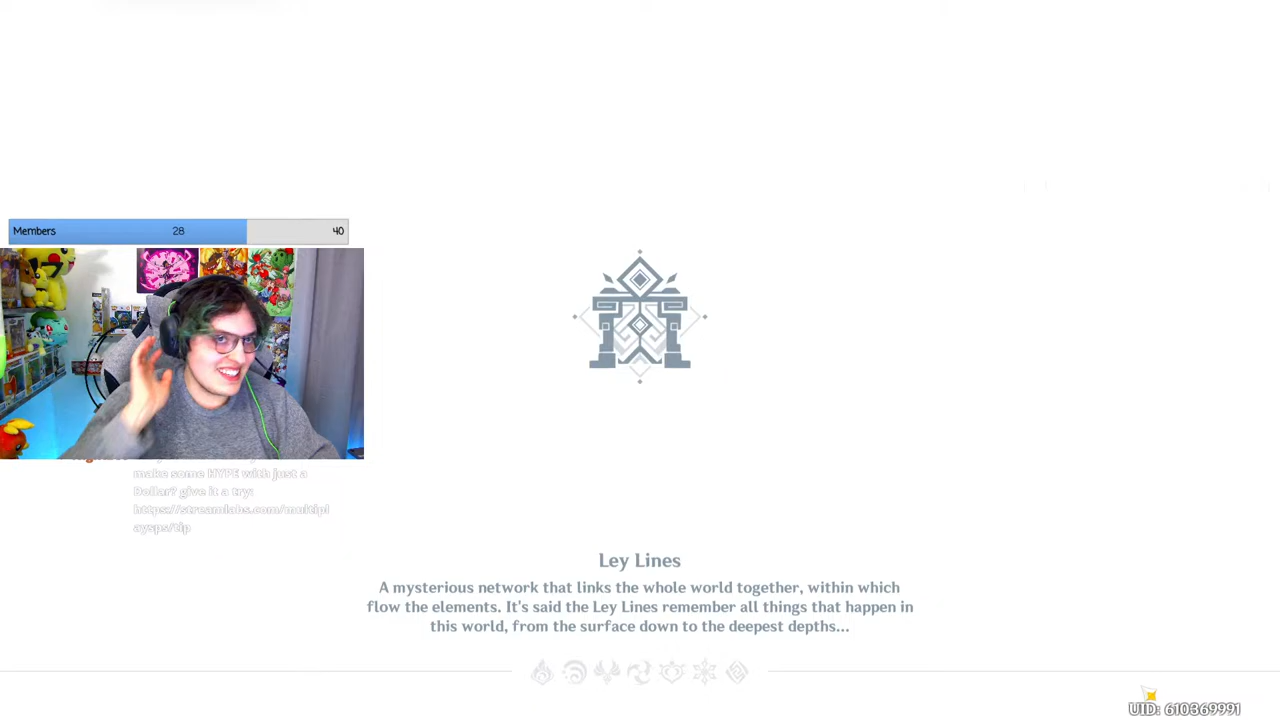 Members 28 40
make some HYPE with just a
Dollar? give it a try:
https://streamlabs.com/multipl
aysps/tip
Ley Lines
A mysterious network that links the whole world together, within which
flow the elements. It's said the Ley Lines remember all things that happen in
this world, from the surface down to the deepest depths...
UID: 610369991